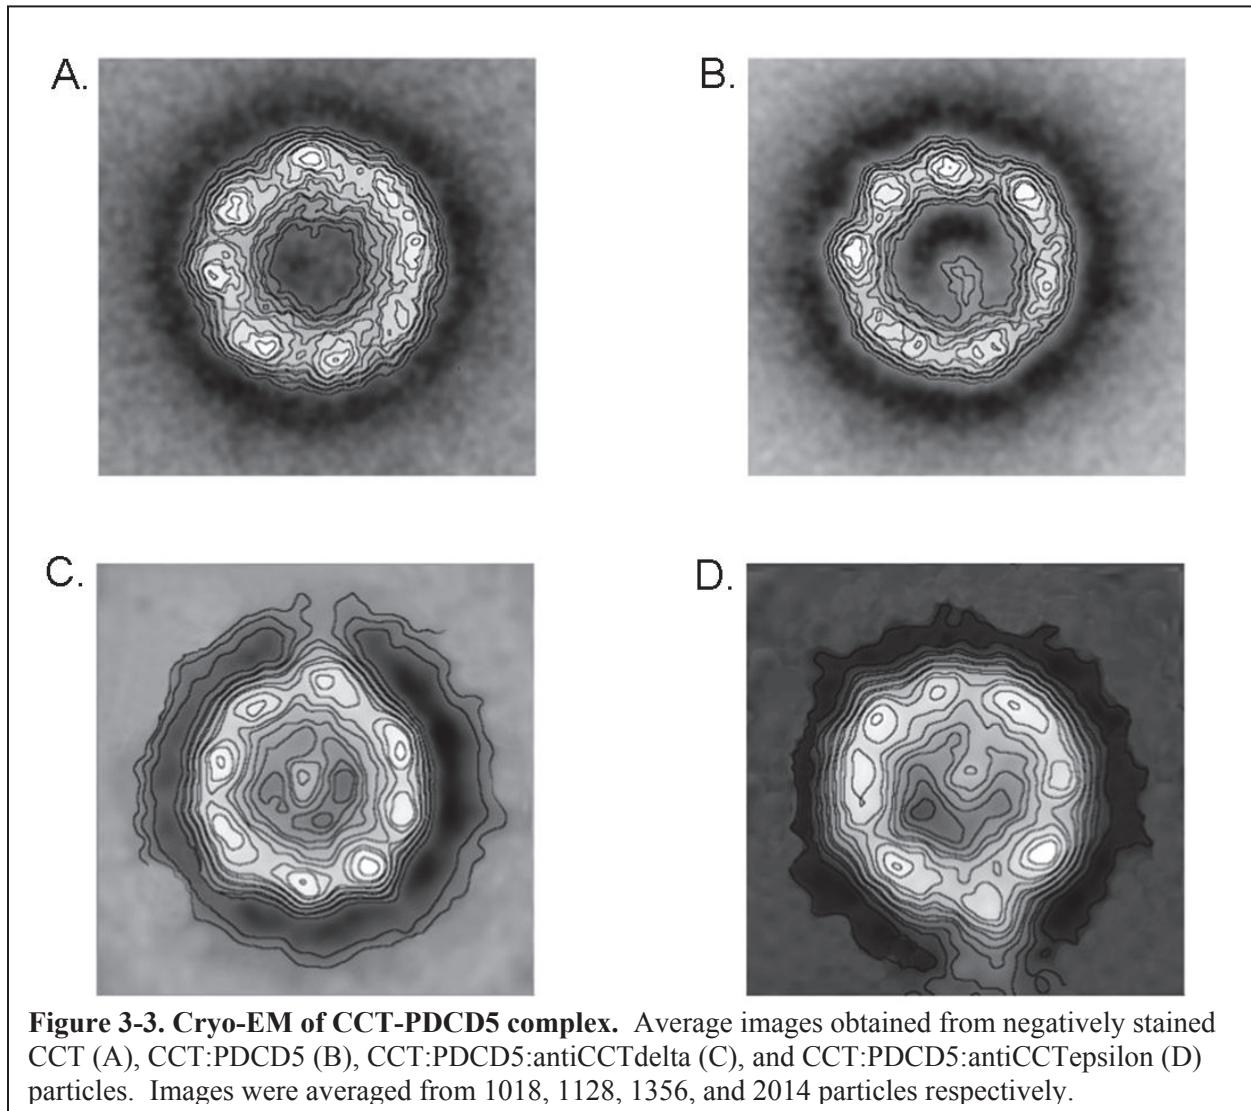 A.
B.
C.
D.
Figure 3-3. Cryo-EM of CCT-PDCD5 complex. Average images obtained from negatively stained
CCT (A), CCT:PDCD5 (B), CCT:PDCD5:antiCCTdelta (C), and CCT:PDCD5:antiCCTepsilon (D)
particles. Images were averaged from 1018, 1128, 1356, and 2014 particles respectively.